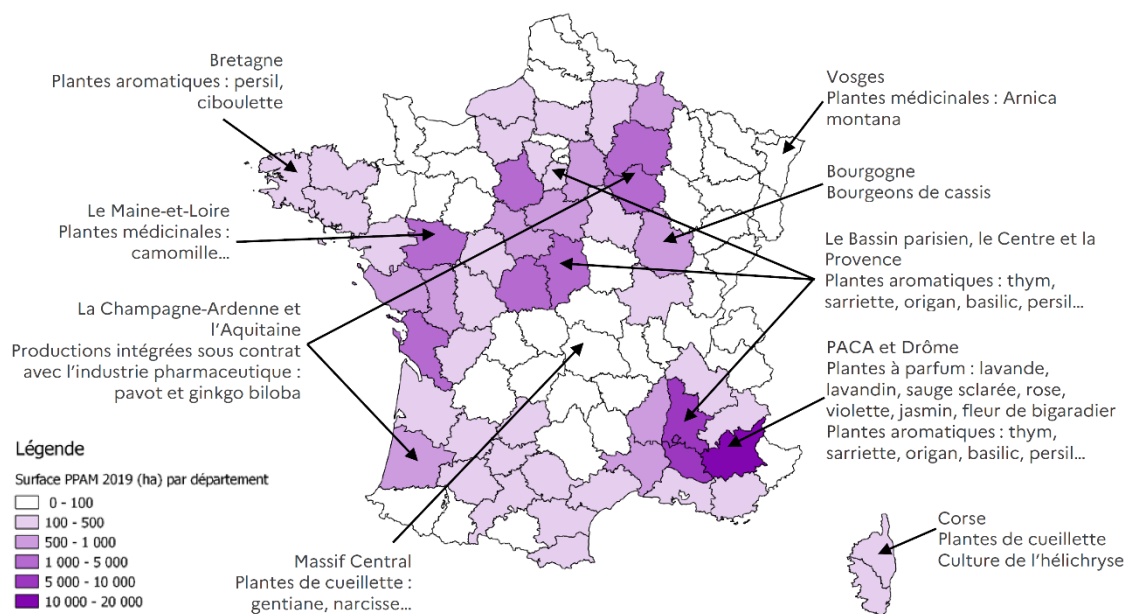 Bretagne
Plantes aromatiques : persil,
ciboulette
Le Maine-et-Loire
Plantes médicinales :
camomille...
La Champagne-Ardenne et
l'Aquitaine
Productions intégrées sous contrat
avec l'industrie pharmaceutique :
pavot et ginkgo biloba
Légende
Surface PPAM 2019 (ha) par département
0 - 100
100 - 500
500 - 1 000
1 000 - 5 000
5 000 - 10 000
10 000 - 20 000
Massif Central
Plantes de cueillette :
gentiane, narcisse...
Vosges
Plantes médicinales : Arnica
montana
Bourgogne
Bourgeons de cassis
Le Bassin parisien, le Centre et la
Provence
Plantes aromatiques : thym,
sarriette, origan, basilic, persil...
PACA et Drôme
Plantes à parfum : lavande,
lavandin, sauge sclarée, rose,
violette, jasmin, fleur de bigaradier
Plantes aromatiques : thym,
sarriette, origan, basilic, persil...
Corse
Plantes de cueillette
Culture de l'hélichryse